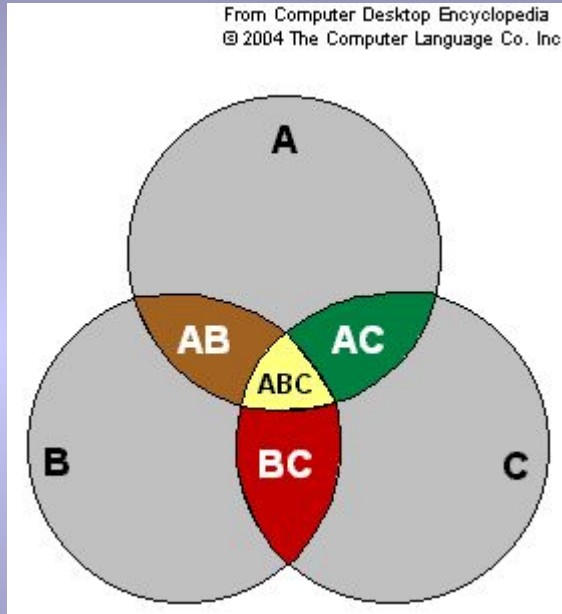 From Computer Desktop Encyclopedia
© 2004 The Computer Language Co. Inc
A
AB
AC
ABC
B
BC
C